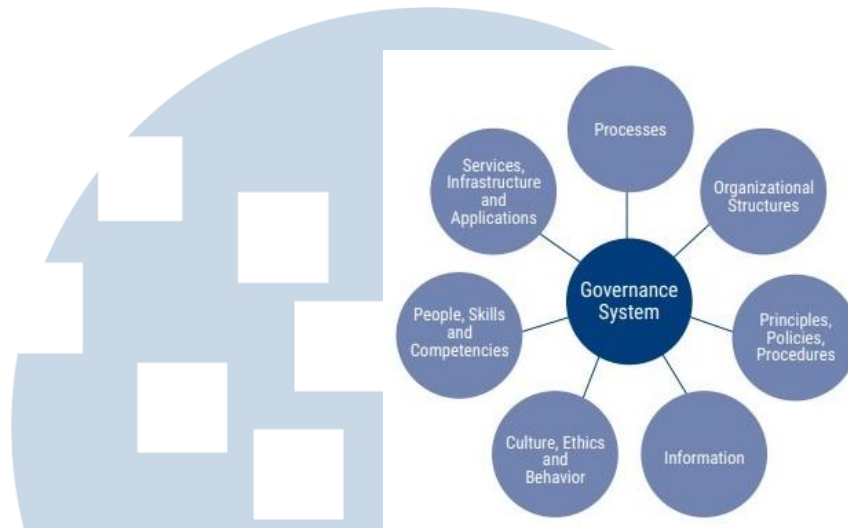 Processes
Organizational
Structures
Principles,
Policies,
Procedures
Information
Culture, Ethics
and
Behavior
People, Skills
and
Competencies
Services,
Infrastructure
and
Applications
Governance
System